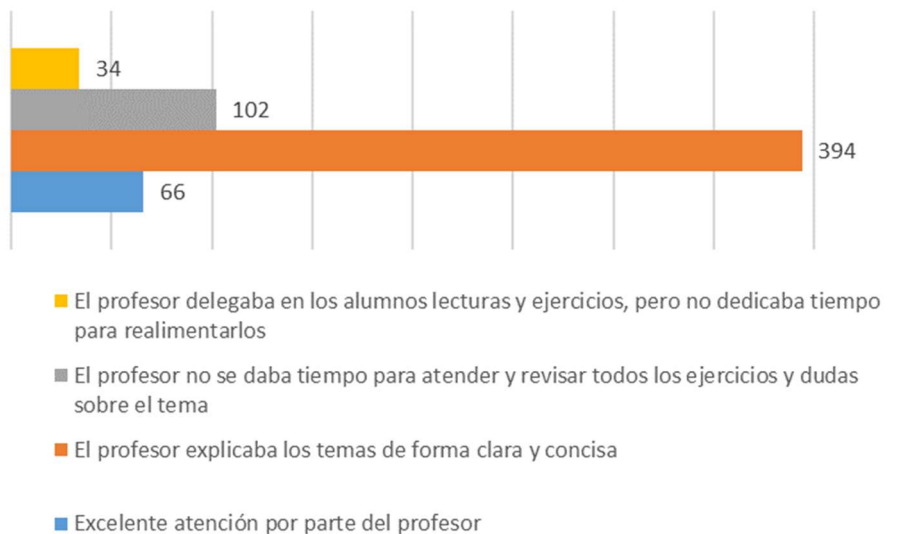 34
102
394
66
El profesor delegaba en los alumnos lecturas y ejercicios, pero no dedicaba tiempo
para realimentarlos
El profesor no se daba tiempo para atender y revisar todos los ejercicios y dudas
sobre el tema
El profesor explicaba los temas de forma clara y concisa
Excelente atención por parte del profesor